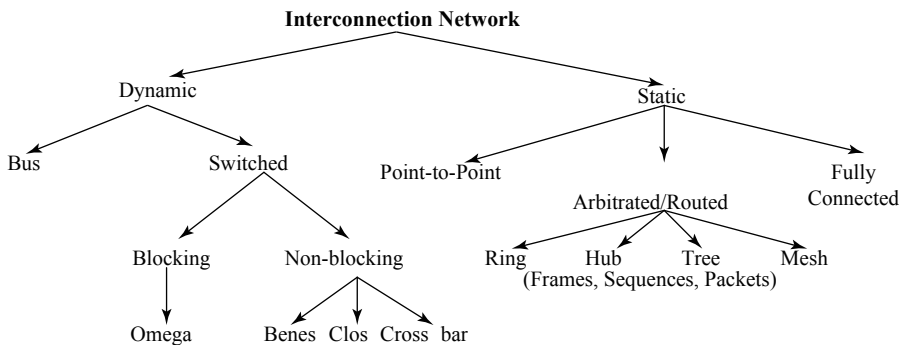 Interconnection Network
Dynamic
Static
Bus
Switched
Point-to-Point
Fully
Connected
Arbitrated/Routed
Blocking
Non-blocking
Ring
Hub
Tree
Mesh
(Frames, Sequences, Packets)
Omega
Benes
Clos
Cross bar